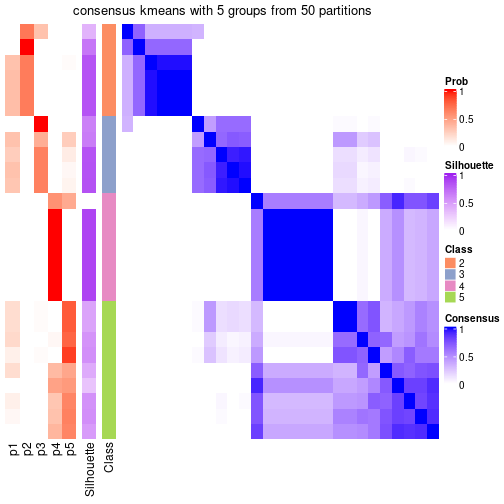 consensus kmeans with 5 groups from 50 partitions
Prob
1
0.5
0
Silhouette
1
0.5
0
Class
2
3
4
5
Consensus
1
0.5
0
p1
p2
p3
p4
p5
Silhouette
Class